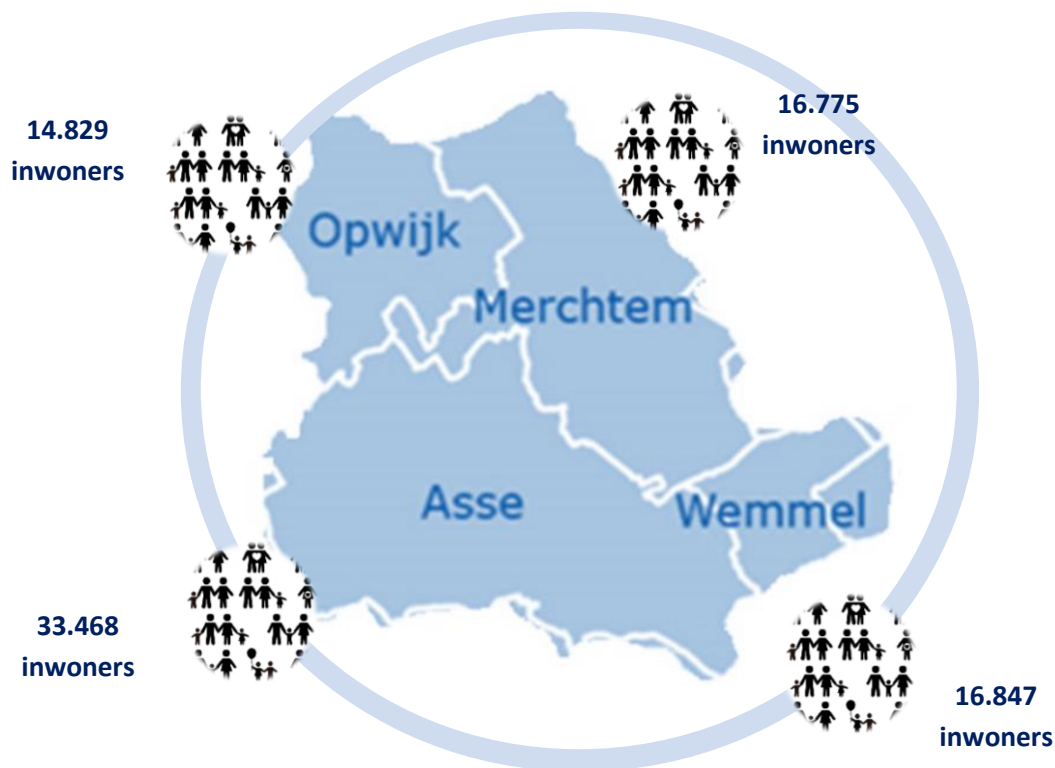 14.829
inwoners
16.775
inwoners
Opwijk
Merchtem
Asse
Wemmel
33.468
inwoners
16.847
inwoners